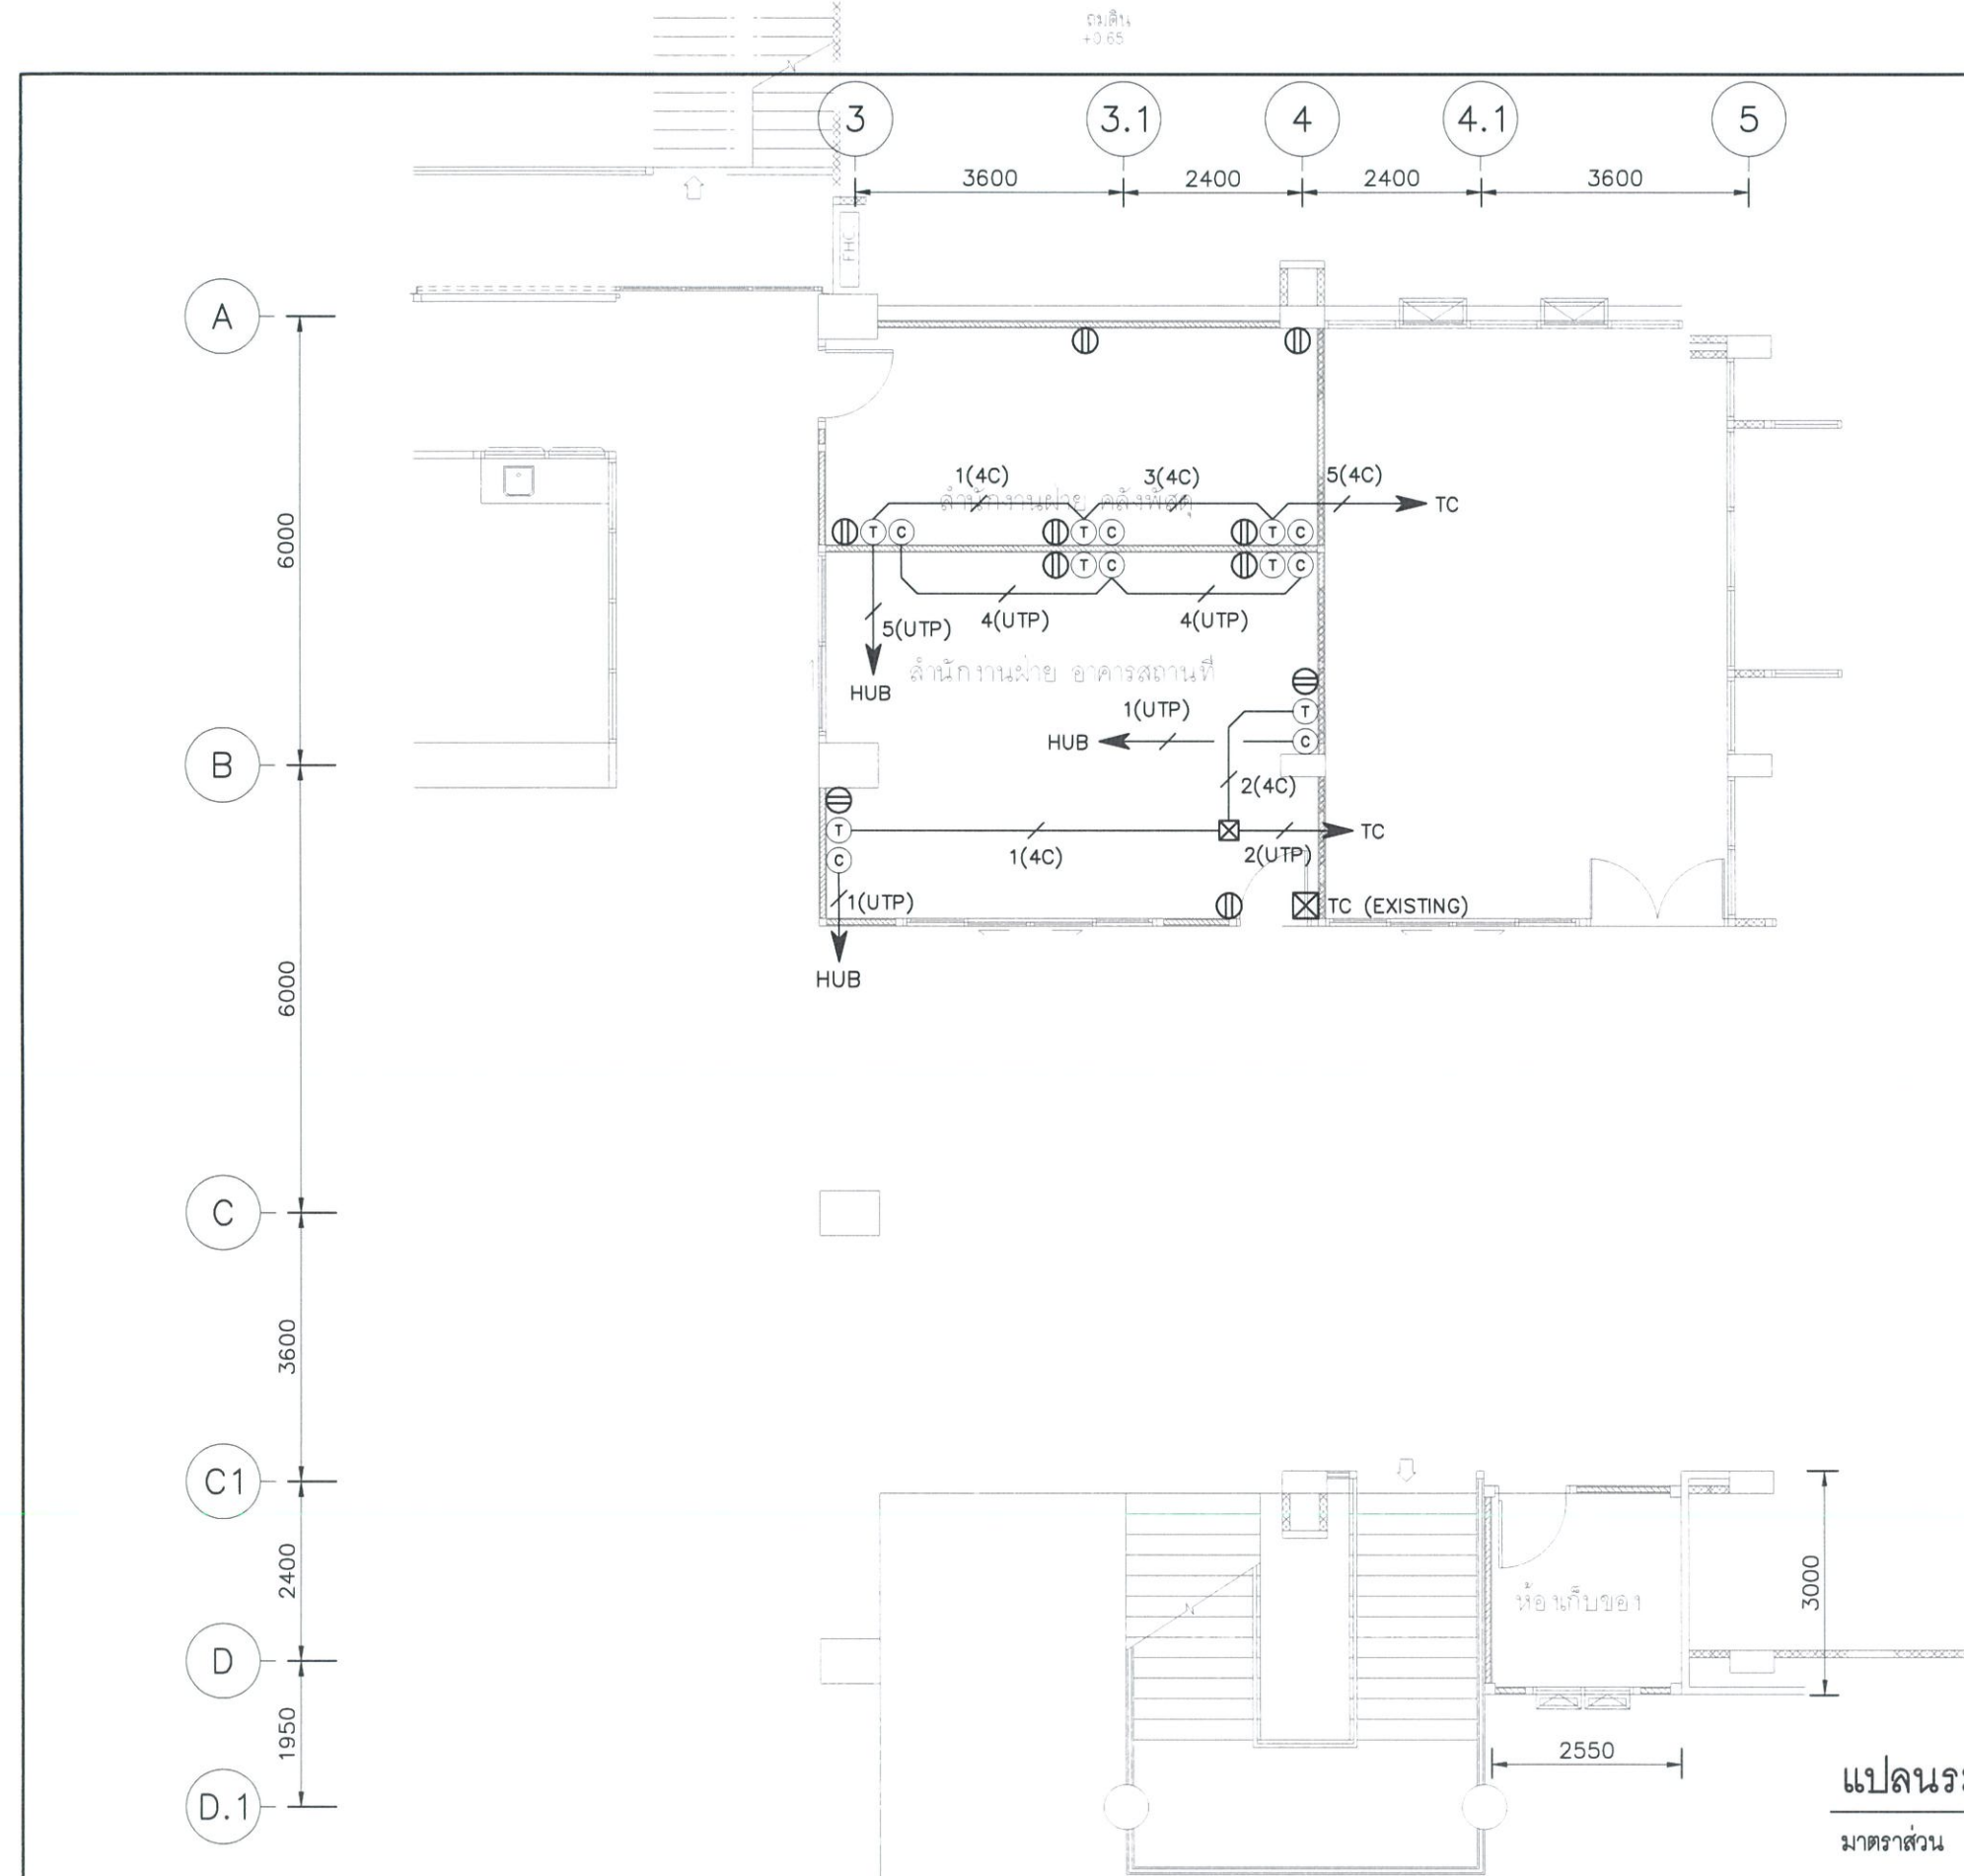 ถมดิน
+0.65
3 3.1 4 4.1 5
3600 2400 2400 3600
FHC
A
6000
1(4C) 3(4C) 5(4C)
สำนักงานฝ่าย คลังพัสดุ
TC
T C T C T C
T C T C
5(UTP) 4(UTP) 4(UTP)
สำนักงานฝ่าย อาคารสถานที่
HUB
1(UTP) T
HUB C
B
2(4C)
T TC
1(4C) 2(UTP)
C
1(UTP) TC (EXISTING)
HUB
6000
C
3600
C1
2400
3000
ห้องเก็บของ
N
D
1950
2550
D.1
มาตราส่วน